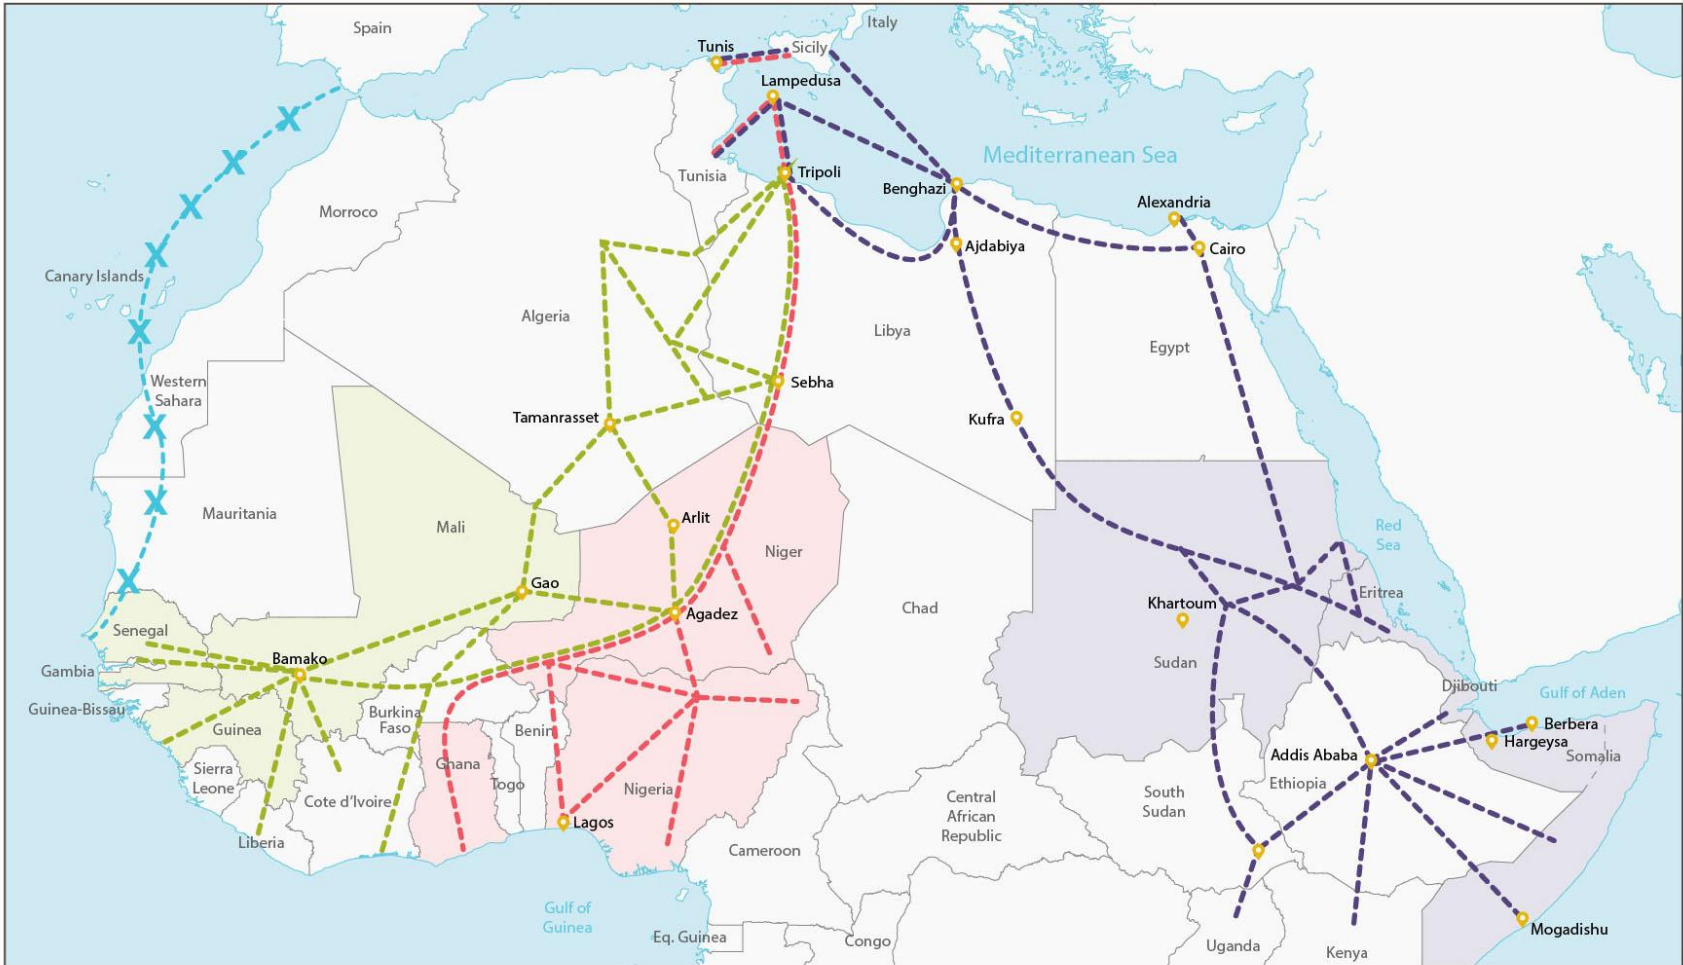 Spain
Italy
Tunis
Sicily
Lampedusa
Mediterranean Sea
Tunisia
Tripoli
Benghazi
Alexandria
Morroco
Ajdabiya
Cairo
Canary Islands
Algeria
Libya
Egypt
Western
Sahara
Sebha
Tamanrasset
Kufra
Mauritania
Mali
Arlit
Niger
Red
Sea
Gao
Agadez
Chad
Khartoum
Eritrea
Senegal
Bamako
Sudan
Gambia
Djibouti
Gulf of Aden
Guinea-Bissau
Guinea
Burkina
Faso
Benin
Berbera
Hargeysa
Somalia
Addis Ababa
Ethiopia
Sierra
Leone
Ghana
Togo
Nigeria
Cote d'Ivoire
Lagos
Central
African
Republic
South
Sudan
Liberia
Cameroon
Gulf of
Guinea
Eq. Guinea
Congo
Uganda
Kenya
Mogadishu
X
X
X
X
X
X
X
X